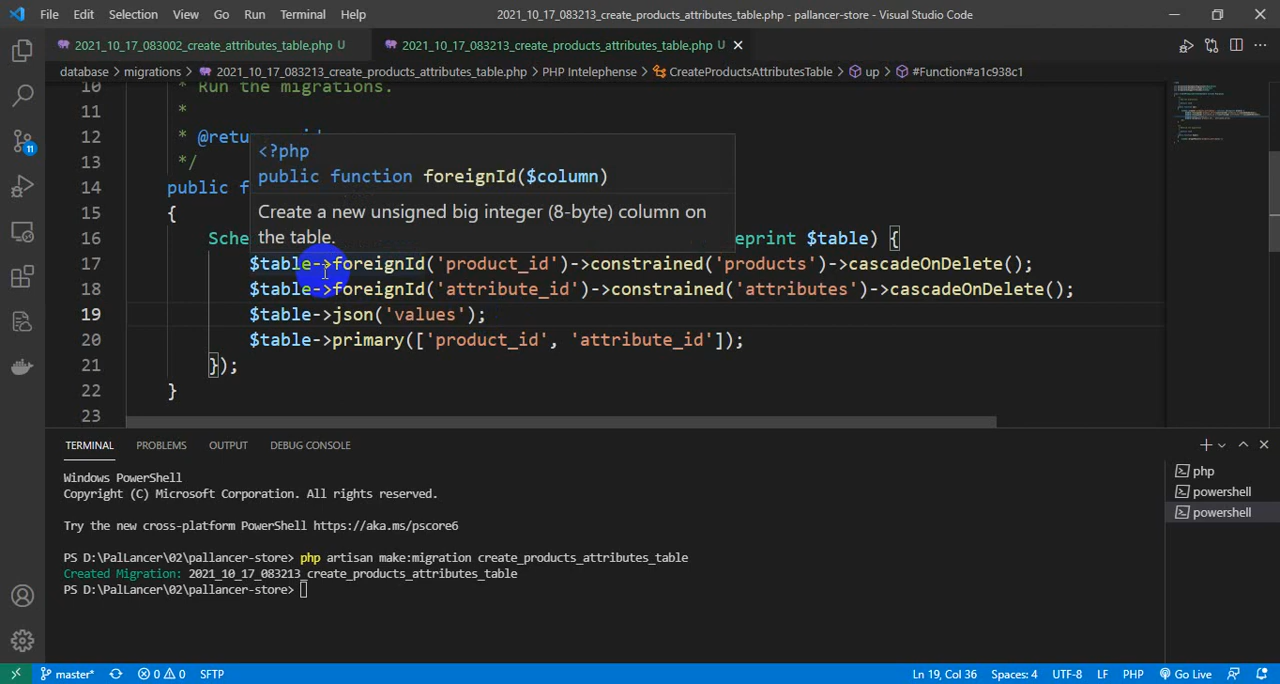 File Edit Selection View Go Run Terminal Help 2021_10_17_083213_create_products_attributes_table.php - pallancer-store - Visual Studio Code
2021_10_17_083002_create_attributes_table.php U 2021_10_17_083213_create_products_attributes_table.php U
database > migrations > 2021_10_17_083213_create_products_attributes_table.php > PHP Intelephense > CreateProductsAttributesTable > up > #Function#a1c938c1
10 * Run the migrations.
11 *
12 * @retu
13 */
<?php
public function foreignId($column)
Create a new unsigned big integer (8-byte) column on
the table.
14 public f
15 {
16 Sche eprint $table) {
17 $table->foreignId('product_id')->constrained('products')->cascadeOnDelete();
18 $table->foreignId('attribute_id')->constrained('attributes')->cascadeOnDelete();
19 $table->json('values');
20 $table->primary(['product_id', 'attribute_id']);
21 });
22 }
23
TERMINAL PROBLEMS OUTPUT DEBUG CONSOLE
Windows PowerShell
Copyright (C) Microsoft Corporation. All rights reserved.
Try the new cross-platform PowerShell https://aka.ms/pscore6
PS D:\PalLancer\02\pallancer-store> php artisan make:migration create_products_attributes_table
Created Migration: 2021_10_17_083213_create_products_attributes_table
PS D:\PalLancer\02\pallancer-store>
php
powershell
powershell
11
master* 0 0 SFTP Ln 19, Col 36 Spaces: 4 UTF-8 LF PHP Go Live